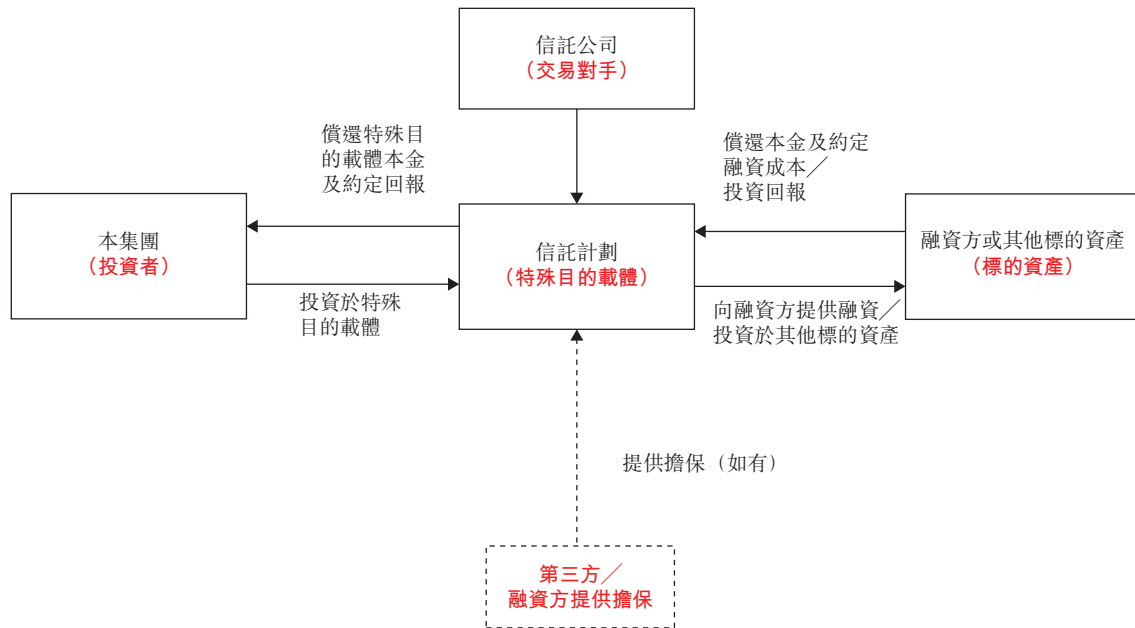 信託公司
（交易對手）
償還特殊目
的載體本金
及約定回報
償還本金及約定
融資成本／
投資回報
本集團
（投資者）
信託計劃
（特殊目的載體）
融資方或其他標的資產
（標的資產）
投資於特殊
目的載體
向融資方提供融資／
投資於其他標的資產
提供擔保（如有）
第三方／
融資方提供擔保